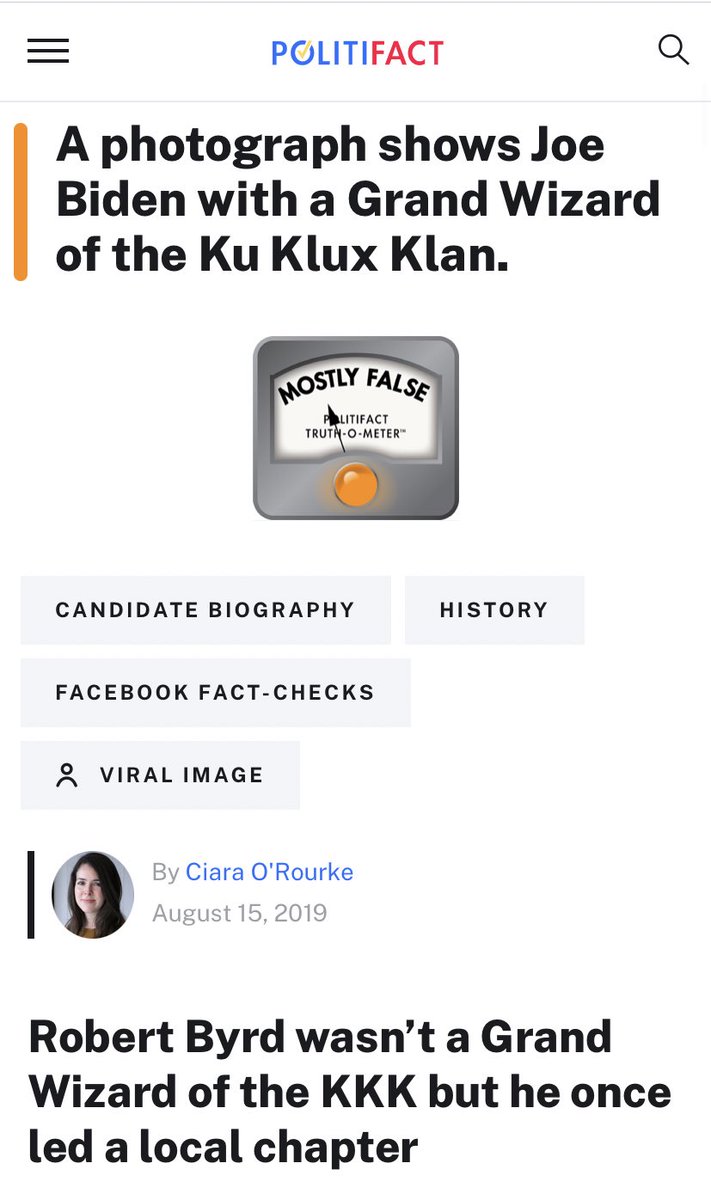 POLITIFACT
A photograph shows Joe
Biden with a Grand Wizard
of the Ku Klux Klan.
MOSTLY FALSE
POLITIFACT
TRUTH-O-METER™
CANDIDATE BIOGRAPHY
HISTORY
FACEBOOK FACT-CHECKS
VIRAL IMAGE
By Ciara O'Rourke
August 15, 2019
Robert Byrd wasn’t a Grand
Wizard of the KKK but he once
led a local chapter